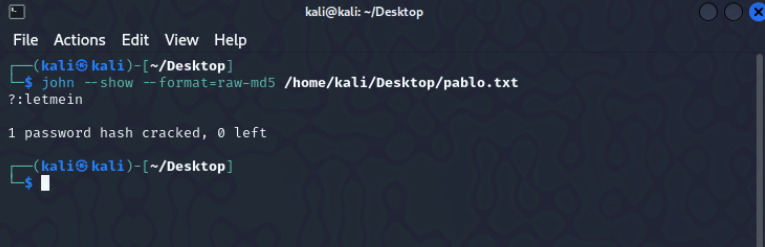 kali@kali: ~/Desktop
File Actions Edit View Help
┌──(kali㉿kali)-[~/Desktop]
└─$ john --show --format=raw-md5 /home/kali/Desktop/pablo.txt
?:letmein
1 password hash cracked, 0 left
┌──(kali㉿kali)-[~/Desktop]
└─$